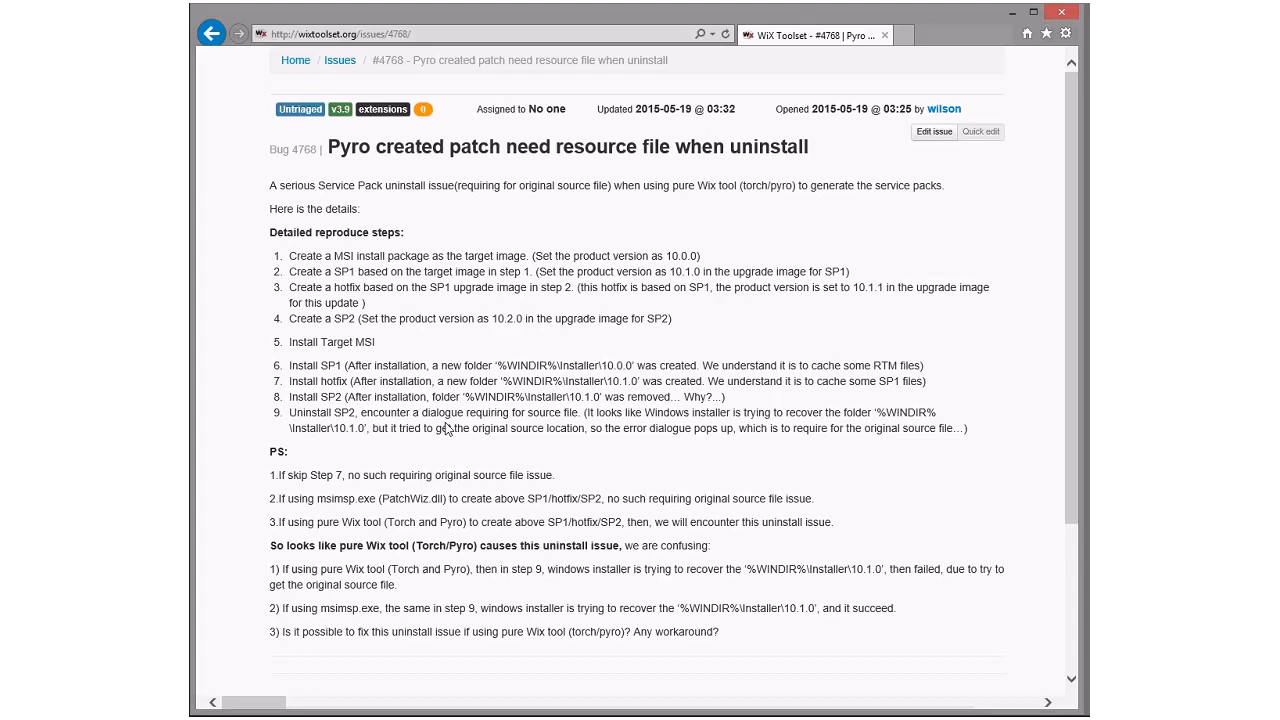 http://wixtoolset.org/issues/4768/
WiX Toolset - #4768 | Pyro ...
Home / Issues / #4768 - Pyro created patch need resource file when uninstall
Untriaged v3.9 extensions 0 Assigned to No one Updated 2015-05-19 @ 03:32 Opened 2015-05-19 @ 03:25 by wilson
Edit issue Quick edit
Bug 4768 | Pyro created patch need resource file when uninstall
A serious Service Pack uninstall issue(requiring for original source file) when using pure Wix tool (torch/pyro) to generate the service packs.
Here is the details:
Detailed reproduce steps:
1. Create a MSI install package as the target image. (Set the product version as 10.0.0)
2. Create a SP1 based on the target image in step 1. (Set the product version as 10.1.0 in the upgrade image for SP1)
3. Create a hotfix based on the SP1 upgrade image in step 2. (this hotfix is based on SP1, the product version is set to 10.1.1 in the upgrade image
for this update )
4. Create a SP2 (Set the product version as 10.2.0 in the upgrade image for SP2)
5. Install Target MSI
6. Install SP1 (After installation, a new folder ‘%WINDIR%\Installer\10.0.0’ was created. We understand it is to cache some RTM files)
7. Install hotfix (After installation, a new folder ‘%WINDIR%\Installer\10.1.0’ was created. We understand it is to cache some SP1 files)
8. Install SP2 (After installation, folder ‘%WINDIR%\Installer\10.1.0’ was removed… Why?...)
9. Uninstall SP2, encounter a dialogue requiring for source file. (It looks like Windows installer is trying to recover the folder ‘%WINDIR%
\Installer\10.1.0’, but it tried to get the original source location, so the error dialogue pops up, which is to require for the original source file…)
PS:
1.If skip Step 7, no such requiring original source file issue.
2.If using msimsp.exe (PatchWiz.dll) to create above SP1/hotfix/SP2, no such requiring original source file issue.
3.If using pure Wix tool (Torch and Pyro) to create above SP1/hotfix/SP2, then, we will encounter this uninstall issue.
So looks like pure Wix tool (Torch/Pyro) causes this uninstall issue, we are confusing:
1) If using pure Wix tool (Torch and Pyro), then in step 9, windows installer is trying to recover the ‘%WINDIR%\Installer\10.1.0’, then failed, due to try to
get the original source file.
2) If using msimsp.exe, the same in step 9, windows installer is trying to recover the ‘%WINDIR%\Installer\10.1.0’, and it succeed.
3) Is it possible to fix this uninstall issue if using pure Wix tool (torch/pyro)? Any workaround?